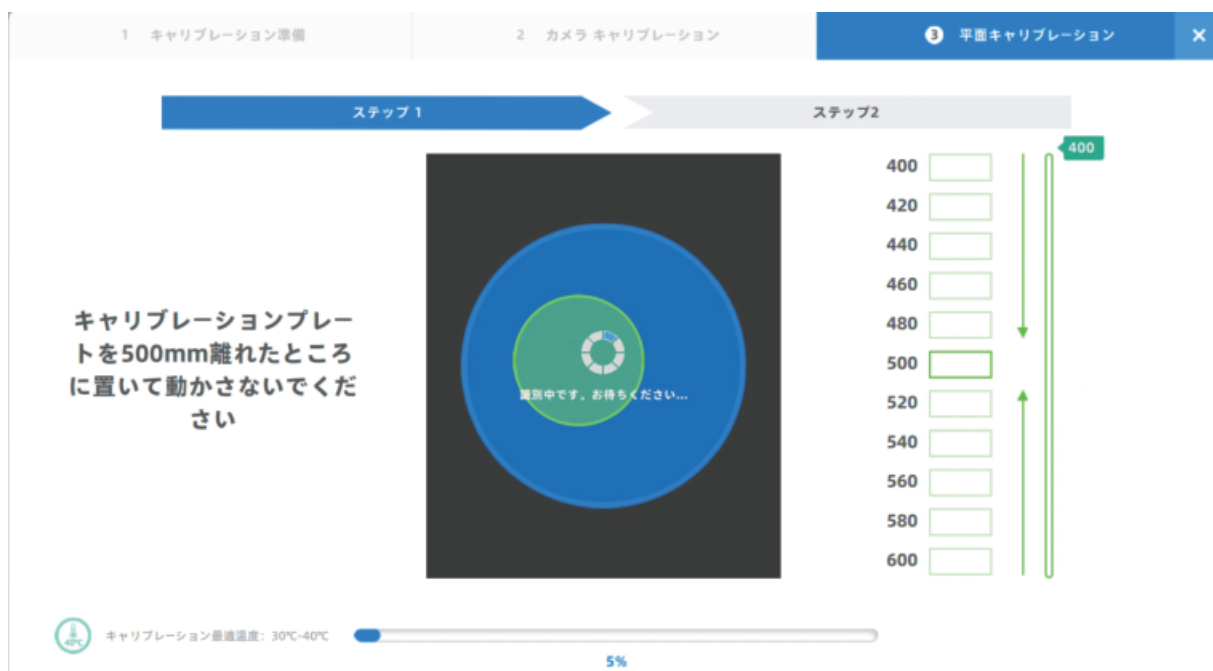 1 キャリブレーション準備
2 カメラ キャリブレーション
3 平面キャリブレーション ×
ステップ 1
ステップ2
400
400
420
440
460
480
500
520
540
560
580
600
キャリブレーションプレー
トを500mm離れたところ
に置いて動かさないでくだ
さい
識別中です。お待ちください...
40℃
キャリブレーション最適温度：30℃-40℃
5%